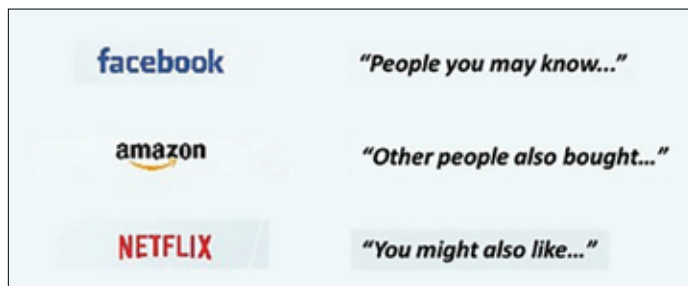 facebook
“People you may know...”
amazon
“Other people also bought...”
NETFLIX
“You might also like...”